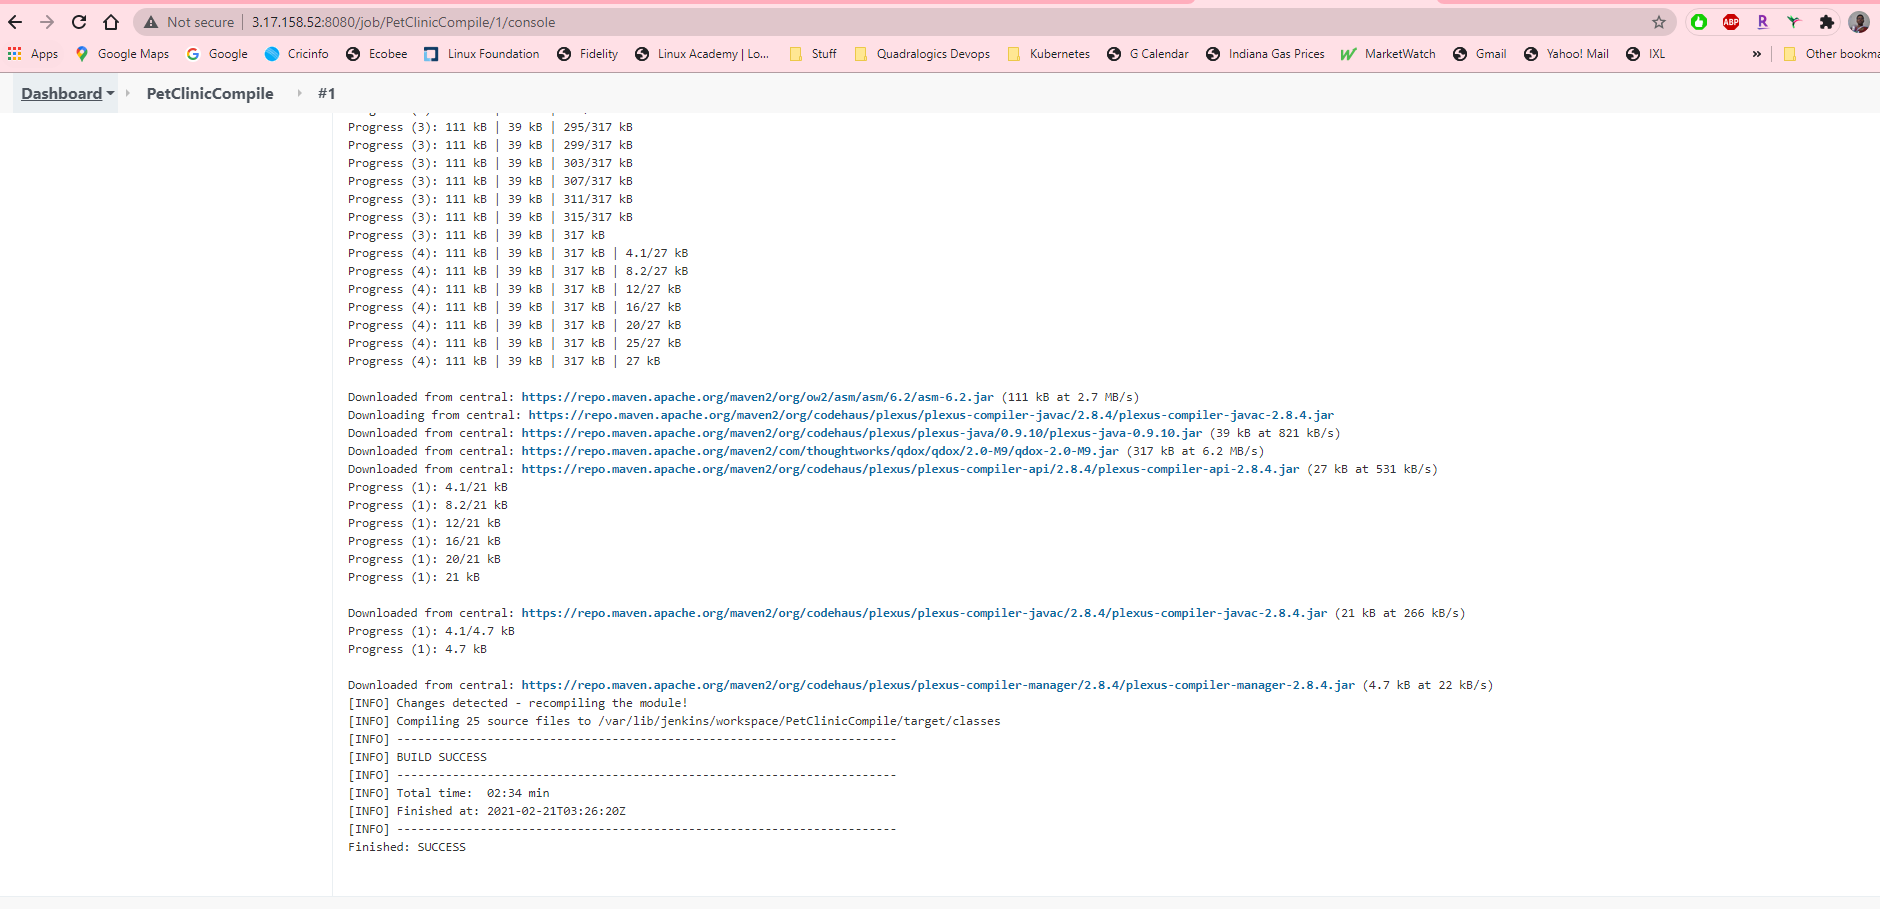 Not secure | 3.17.158.52:8080/job/PetClinicCompile/1/console
ABP
R
Apps Google Maps Google Cricinfo Ecobee Linux Foundation Fidelity Linux Academy | Lo... Stuff Quadralogics Devops Kubernetes G Calendar Indiana Gas Prices MarketWatch Gmail Yahoo! Mail IXL » Other bookma
Dashboard PetClinicCompile #1
Progress (3): 111 kB | 39 kB | 295/317 kB
Progress (3): 111 kB | 39 kB | 299/317 kB
Progress (3): 111 kB | 39 kB | 303/317 kB
Progress (3): 111 kB | 39 kB | 307/317 kB
Progress (3): 111 kB | 39 kB | 311/317 kB
Progress (3): 111 kB | 39 kB | 315/317 kB
Progress (3): 111 kB | 39 kB | 317 kB
Progress (4): 111 kB | 39 kB | 317 kB | 4.1/27 kB
Progress (4): 111 kB | 39 kB | 317 kB | 8.2/27 kB
Progress (4): 111 kB | 39 kB | 317 kB | 12/27 kB
Progress (4): 111 kB | 39 kB | 317 kB | 16/27 kB
Progress (4): 111 kB | 39 kB | 317 kB | 20/27 kB
Progress (4): 111 kB | 39 kB | 317 kB | 25/27 kB
Progress (4): 111 kB | 39 kB | 317 kB | 27 kB
Downloaded from central: https://repo.maven.apache.org/maven2/org/ow2/asm/asm/6.2/asm-6.2.jar (111 kB at 2.7 MB/s)
Downloading from central: https://repo.maven.apache.org/maven2/org/codehaus/plexus/plexus-compiler-javac/2.8.4/plexus-compiler-javac-2.8.4.jar
Downloaded from central: https://repo.maven.apache.org/maven2/org/codehaus/plexus/plexus-java/0.9.10/plexus-java-0.9.10.jar (39 kB at 821 kB/s)
Downloaded from central: https://repo.maven.apache.org/maven2/com/thoughtworks/qdox/qdox/2.0-M9/qdox-2.0-M9.jar (317 kB at 6.2 MB/s)
Downloaded from central: https://repo.maven.apache.org/maven2/org/codehaus/plexus/plexus-compiler-api/2.8.4/plexus-compiler-api-2.8.4.jar (27 kB at 531 kB/s)
Progress (1): 4.1/21 kB
Progress (1): 8.2/21 kB
Progress (1): 12/21 kB
Progress (1): 16/21 kB
Progress (1): 20/21 kB
Progress (1): 21 kB
Downloaded from central: https://repo.maven.apache.org/maven2/org/codehaus/plexus/plexus-compiler-javac/2.8.4/plexus-compiler-javac-2.8.4.jar (21 kB at 266 kB/s)
Progress (1): 4.1/4.7 kB
Progress (1): 4.7 kB
Downloaded from central: https://repo.maven.apache.org/maven2/org/codehaus/plexus/plexus-compiler-manager/2.8.4/plexus-compiler-manager-2.8.4.jar (4.7 kB at 22 kB/s)
[INFO] Changes detected - recompiling the module!
[INFO] Compiling 25 source files to /var/lib/jenkins/workspace/PetClinicCompile/target/classes
[INFO] ------------------------------------------------------------------------
[INFO] BUILD SUCCESS
[INFO] ------------------------------------------------------------------------
[INFO] Total time:  02:34 min
[INFO] Finished at: 2021-02-21T03:26:20Z
[INFO] ------------------------------------------------------------------------
Finished: SUCCESS